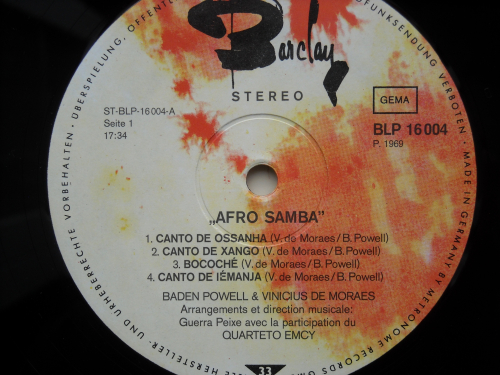 Barclay
STEREO
ST-BLP-16004-A
Seite 1
17:34
GEMA
BLP 16004
P. 1969
„AFRO SAMBA”
1. CANTO DE OSSANHA (V. de Moraes/B. Powell)
2. CANTO DE XANGO (V. de Moraes/B. Powell)
3. BOCOCHÉ (V. de Moraes/B. Powell)
4. CANTO DE IÉMANJA (V. de Moraes/B. Powell)
BADEN POWELL & VINICIUS DE MORAES
Arrangements et direction musicale:
Guerra Peixe avec la participation du
QUARTETO EMCY
33
HERSTELLER- UND URHEBERRECHTE VORBEHALTEN · ÜBERSPIELUNG, ÖFFENT
FUNKSENDUNG VERBOTEN · MADE IN GERMANY BY METRONOME RECORDS GM